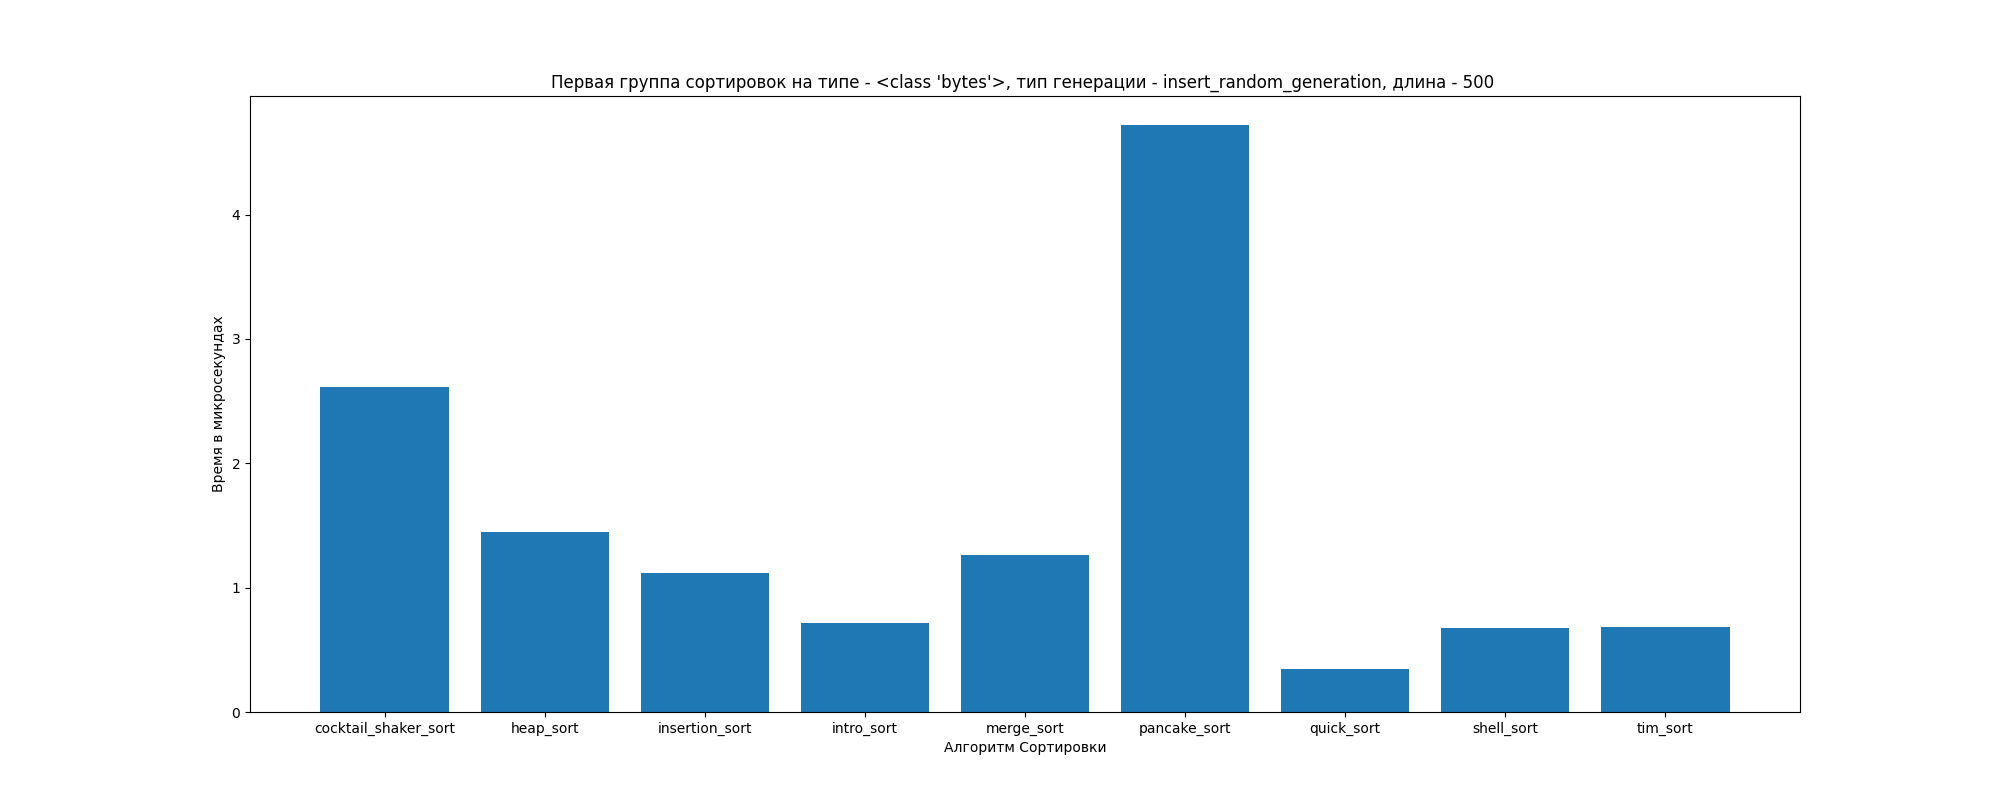 Первая группа сортировок на типе - <class 'bytes'>, тип генерации - insert_random_generation, длина - 500
Время в микросекундах
4
3
2
1
0
cocktail_shaker_sort heap_sort insertion_sort intro_sort merge_sort pancake_sort quick_sort shell_sort tim_sort
Алгоритм Сортировки